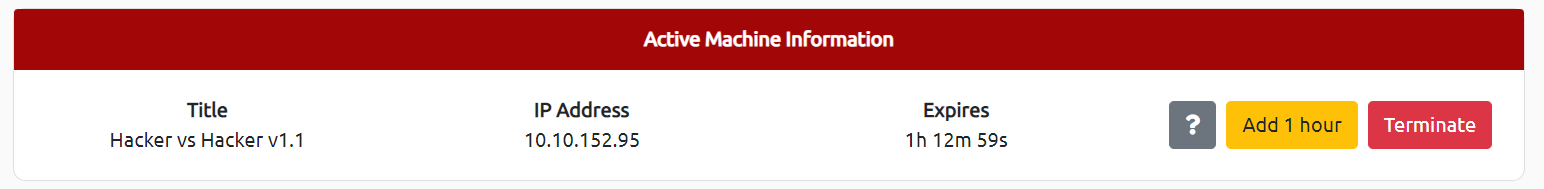 Active Machine Information
Title
IP Address
Expires
Hacker vs Hacker v1.1
10.10.152.95
1h 12m 59s
?
Add 1 hour
Terminate